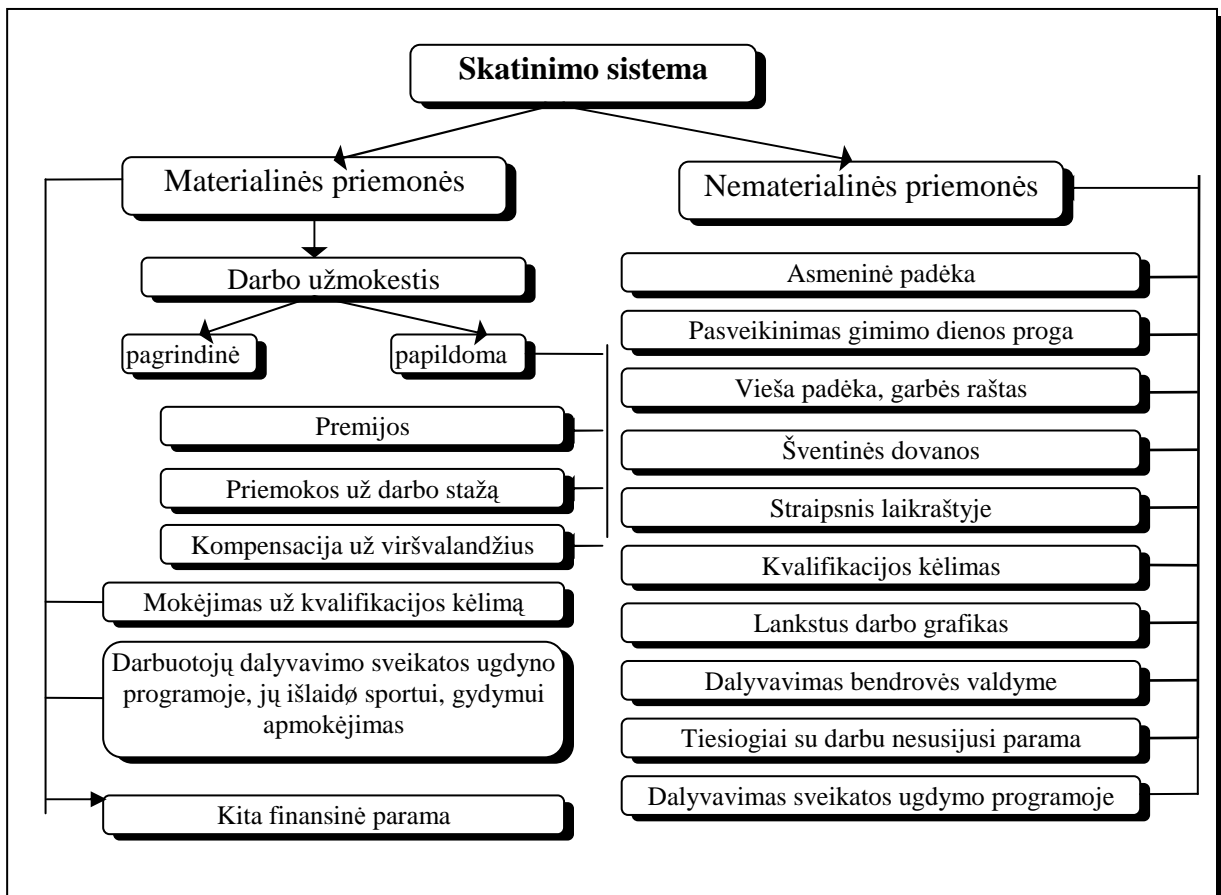 Skatinimo sistema
Materialinės priemonės
Darbo užmokestis
pagrindinė
papildoma
Premijos
Priemokos už darbo stažą
Kompensacija už viršvalandžius
Mokėjimas už kvalifikacijos kėlimą
Darbuotojų dalyvavimo sveikatos ugdyno
programoje, jų išlaidø sportui, gydymui
apmokėjimas
Kita finansinė parama
Nematerialinės priemonės
Asmeninė padėka
Pasveikinimas gimimo dienos proga
Vieša padėka, garbės raštas
Šventinės dovanos
Straipsnis laikraštyje
Kvalifikacijos kėlimas
Lankstus darbo grafikas
Dalyvavimas bendrovės valdyme
Tiesiogiai su darbu nesusijusi parama
Dalyvavimas sveikatos ugdymo programoje